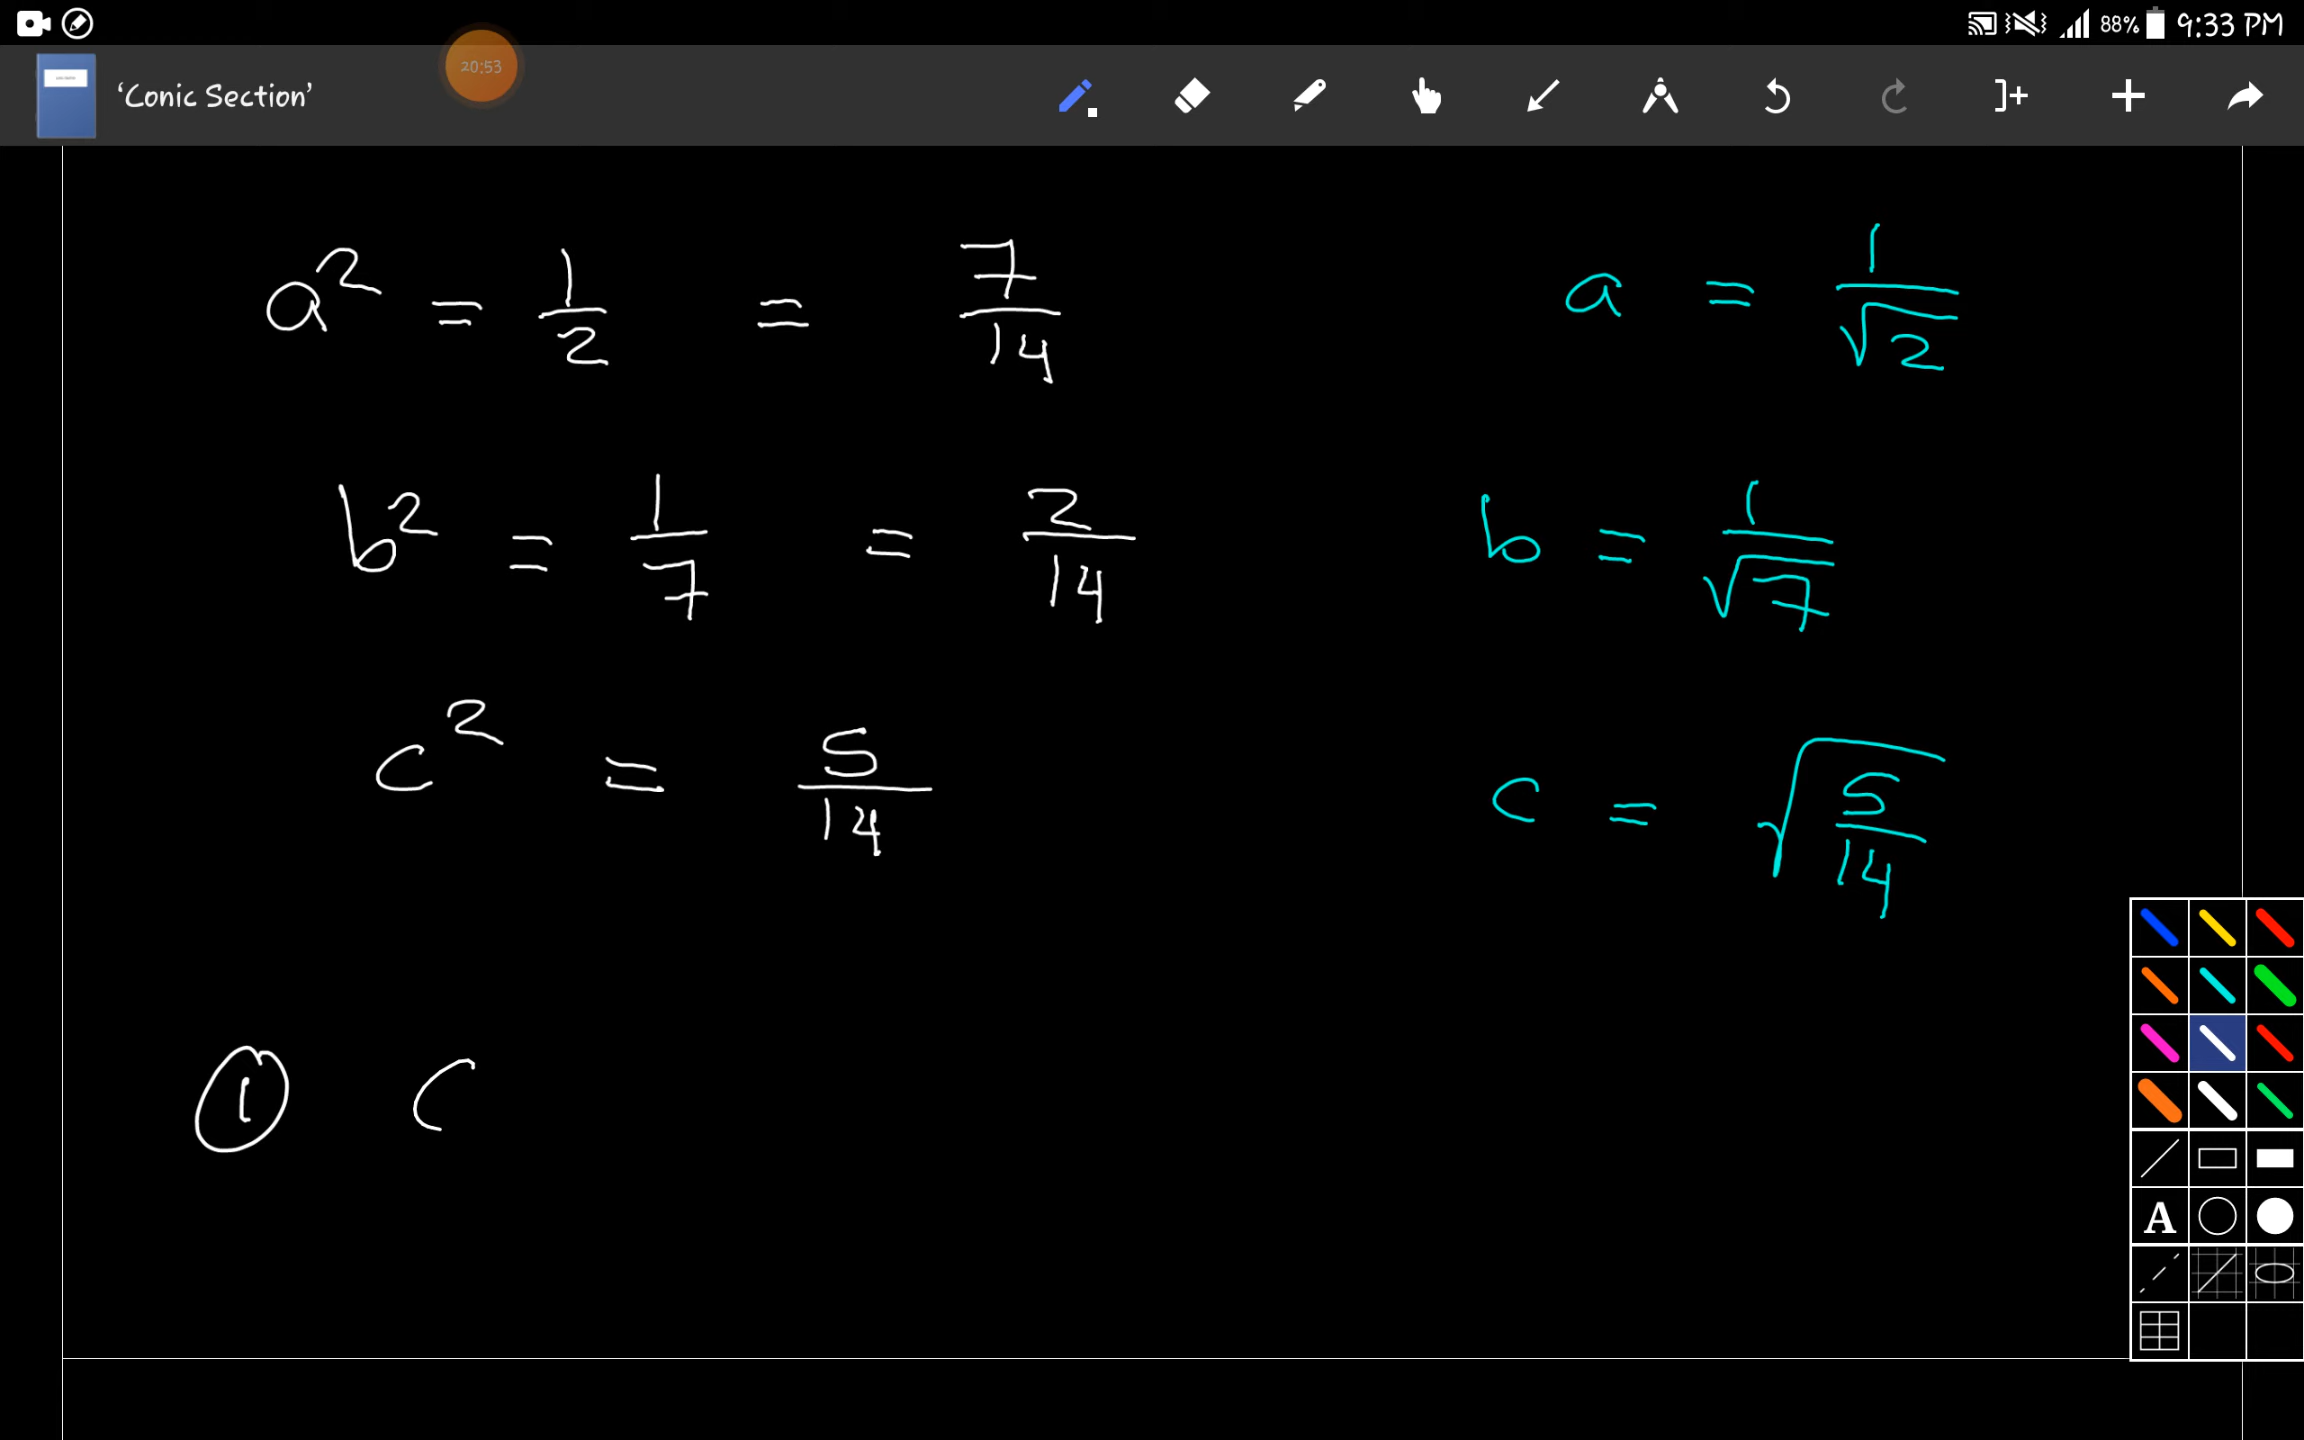 88% 9:33 PM
20:53
‘Conic Section’
]+
a² = 1/2 = 7/14
a = 1/√2
b² = 1/7 = 2/14
b = 1/√7
c² = 5/14
c = √(5/14)
① C
A